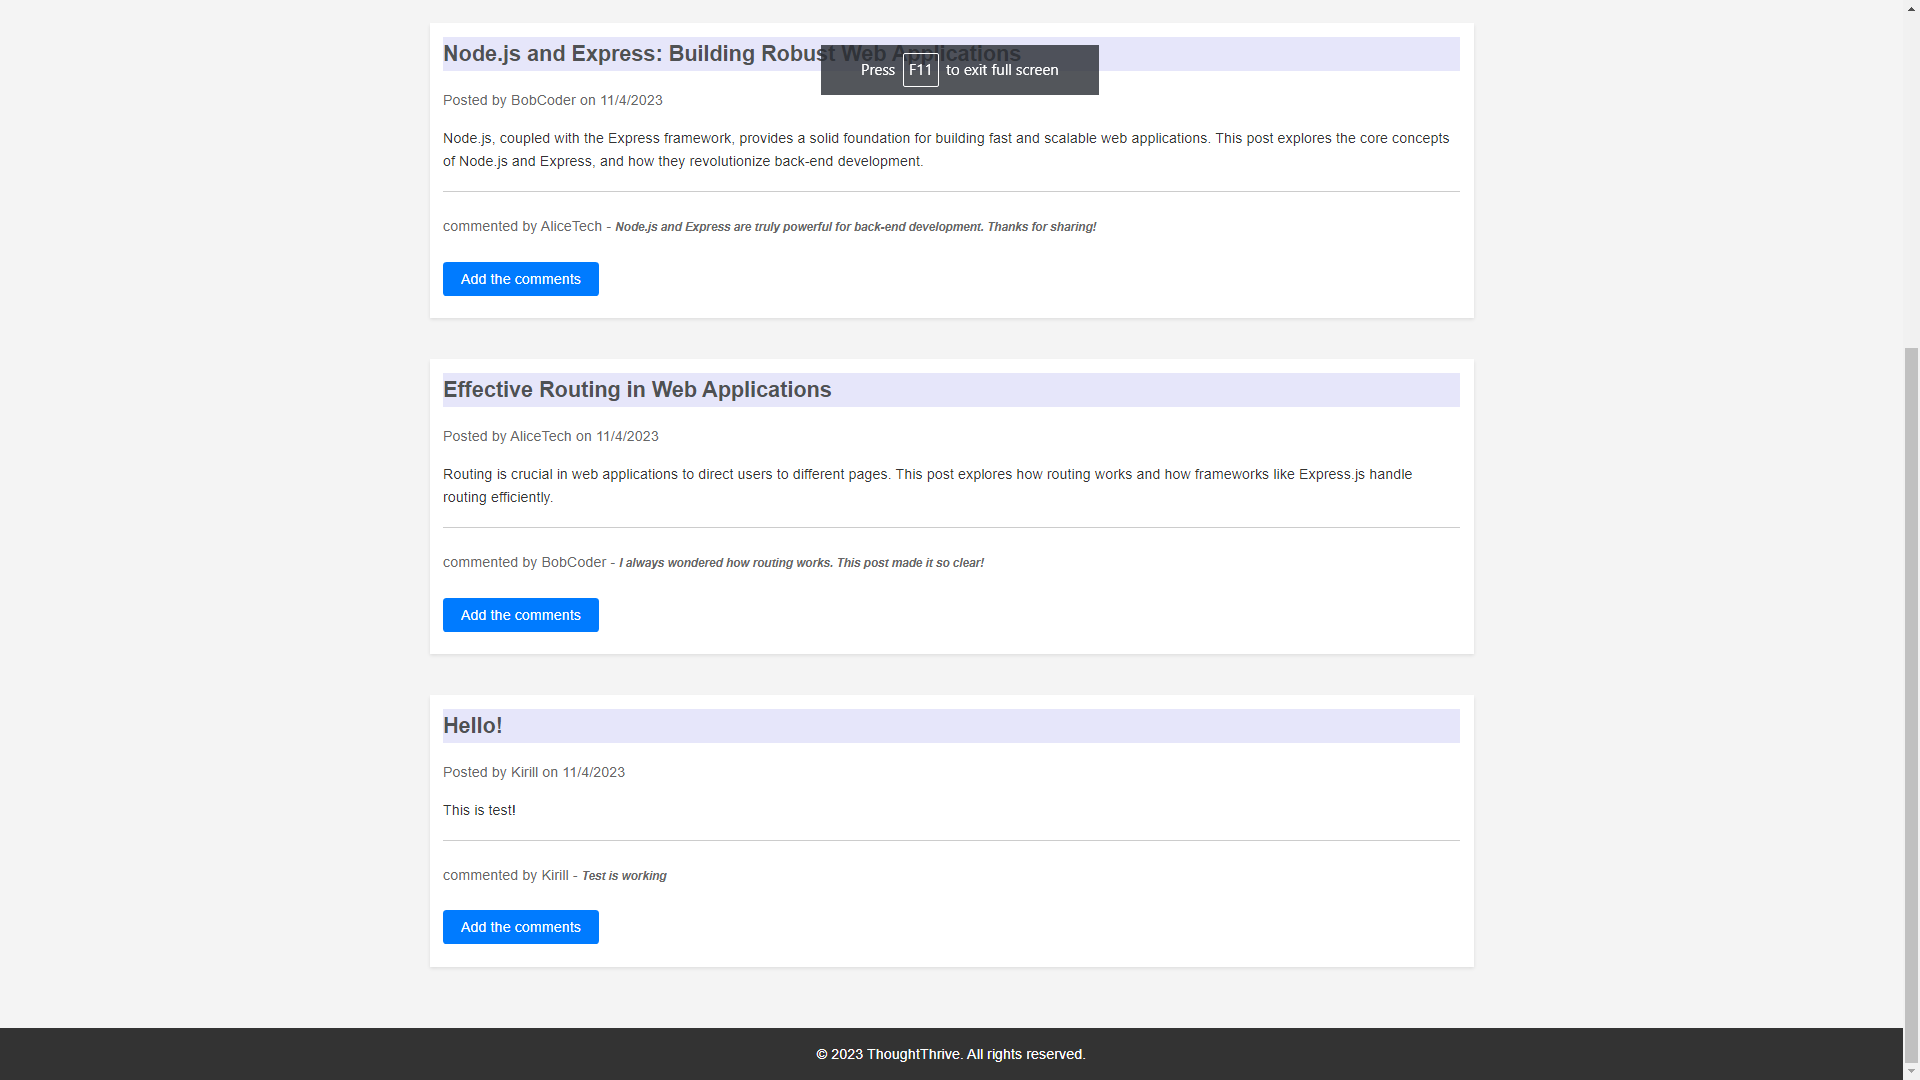 Node.js and Express: Building Robust Web Applications
Press F11 to exit full screen
Posted by BobCoder on 11/4/2023
Node.js, coupled with the Express framework, provides a solid foundation for building fast and scalable web applications. This post explores the core concepts
of Node.js and Express, and how they revolutionize back-end development.
commented by AliceTech - Node.js and Express are truly powerful for back-end development. Thanks for sharing!
Add the comments
Effective Routing in Web Applications
Posted by AliceTech on 11/4/2023
Routing is crucial in web applications to direct users to different pages. This post explores how routing works and how frameworks like Express.js handle
routing efficiently.
commented by BobCoder - I always wondered how routing works. This post made it so clear!
Add the comments
Hello!
Posted by Kirill on 11/4/2023
This is test!
commented by Kirill - Test is working
Add the comments
© 2023 ThoughtThrive. All rights reserved.